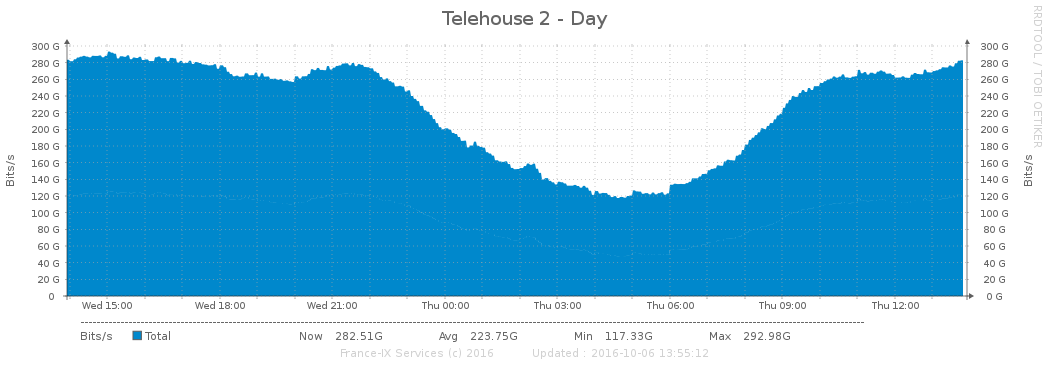 Telehouse 2 - Day
RRDTOOL / TOBI OETIKER
Bits/s
300 G
280 G
260 G
240 G
220 G
200 G
180 G
160 G
140 G
120 G
100 G
80 G
60 G
40 G
20 G
0
300 G
280 G
260 G
240 G
220 G
200 G
180 G
160 G
140 G
120 G
100 G
80 G
60 G
40 G
20 G
0 G
Bits/s
Wed 15:00 Wed 18:00 Wed 21:00 Thu 00:00 Thu 03:00 Thu 06:00 Thu 09:00 Thu 12:00
Bits/s Total Now 282.51G Avg 223.75G Min 117.33G Max 292.98G
France-IX Services (c) 2016 Updated : 2016-10-06 13:55:12